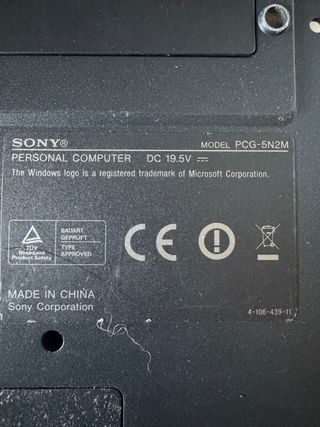 SONY®
MODEL PCG-5N2M
PERSONAL COMPUTER DC 19.5V ⎓
The Windows logo is a registered trademark of Microsoft Corporation.
TÜV
Rheinland
Product Safety
BAUART
GEPRÜFT
TYPE
APPROVED
CE
MADE IN CHINA
Sony Corporation
4-106-439-11